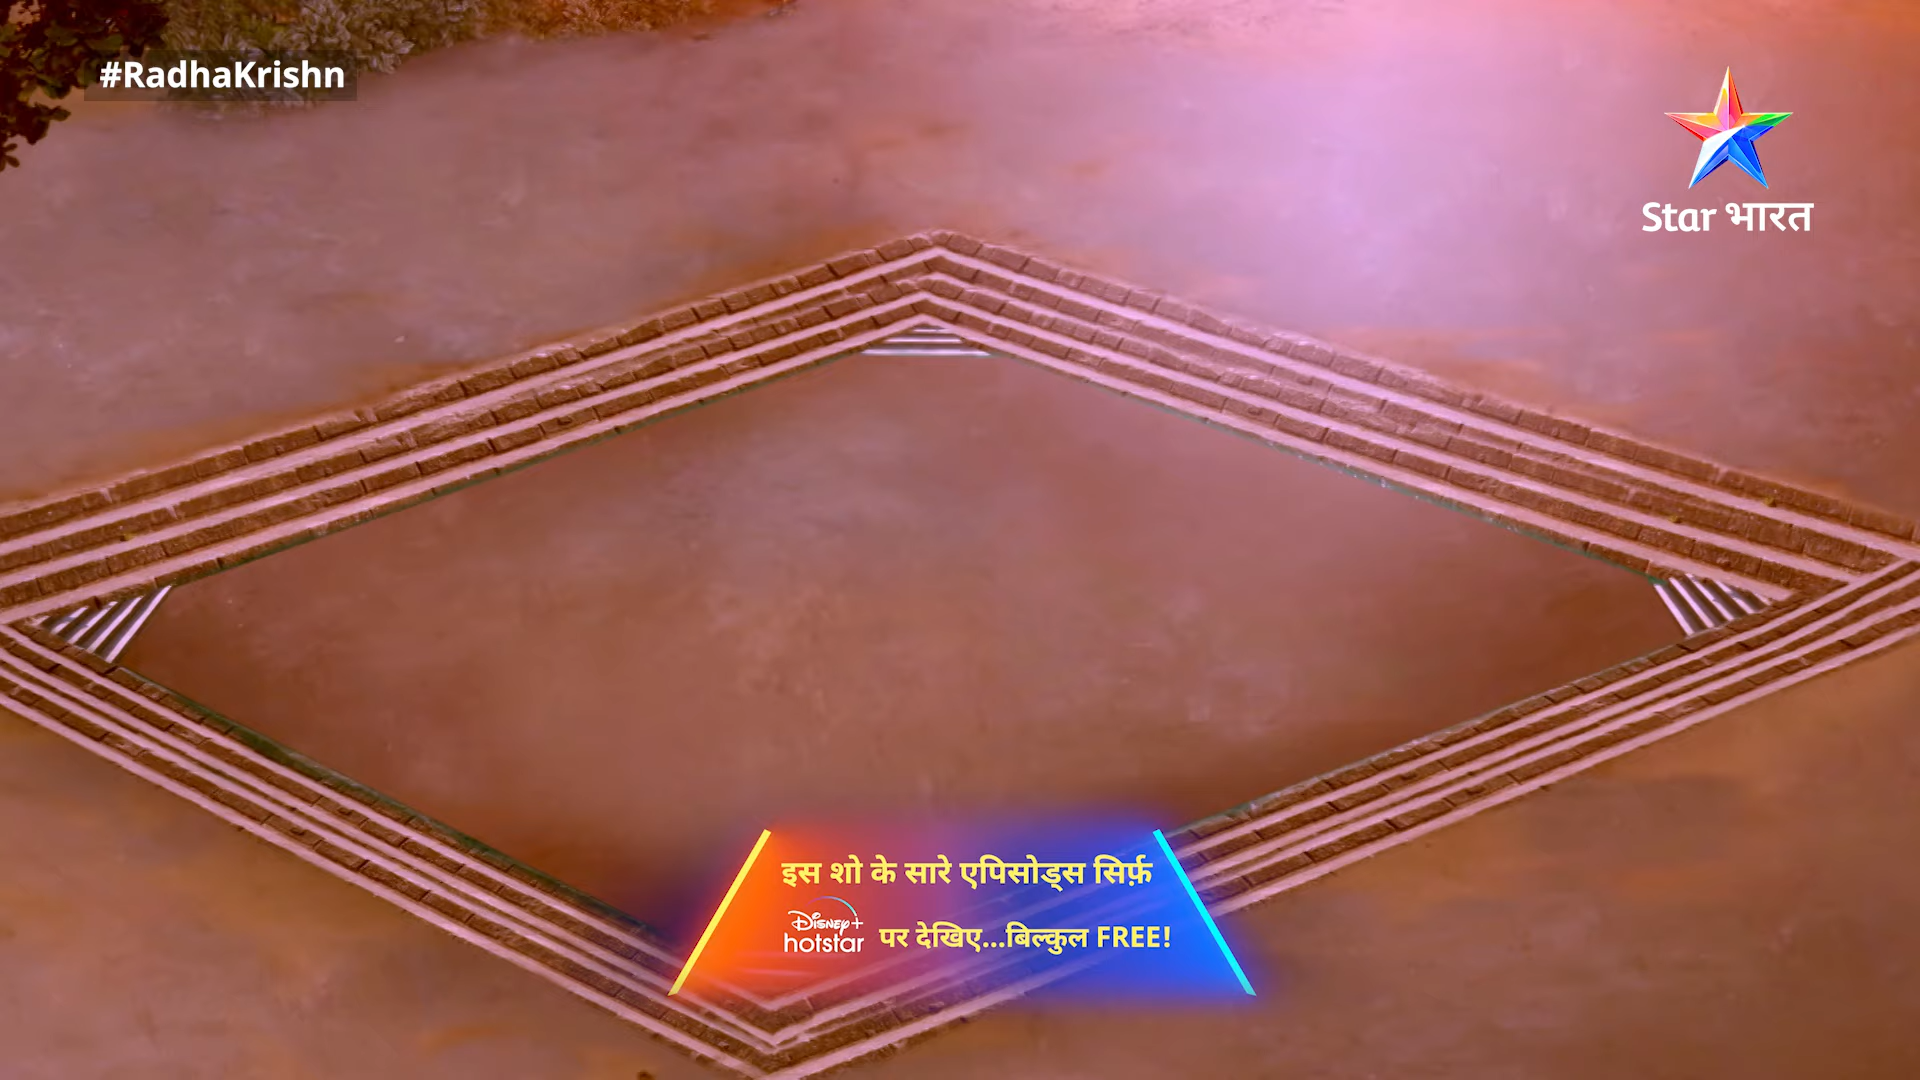 #RadhaKrishn
Star भारत
इस शो के सारे एपिसोड्स सिर्फ़
Disney+ hotstar पर देखिए...बिल्कुल FREE!